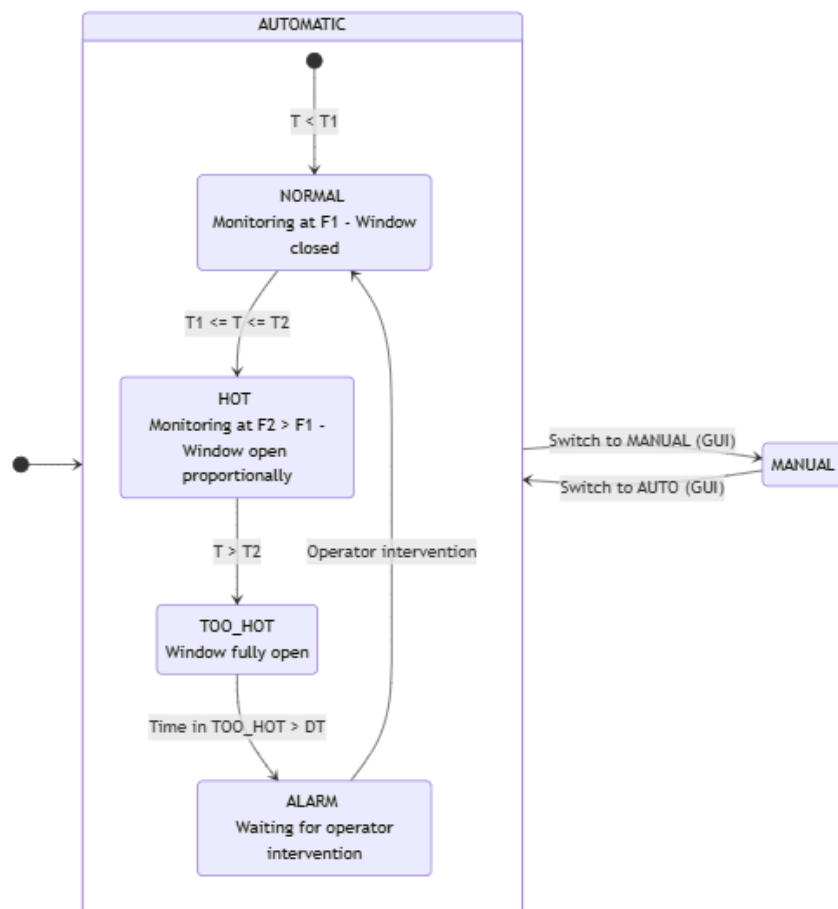 AUTOMATIC
T < T1
NORMAL
Monitoring at F1 - Window
closed
T1 <= T <= T2
HOT
Monitoring at F2 > F1 -
Window open
proportionally
Switch to MANUAL (GUI)
MANUAL
Switch to AUTO (GUI)
T > T2
Operator intervention
TOO_HOT
Window fully open
Time in TOO_HOT > DT
ALARM
Waiting for operator
intervention